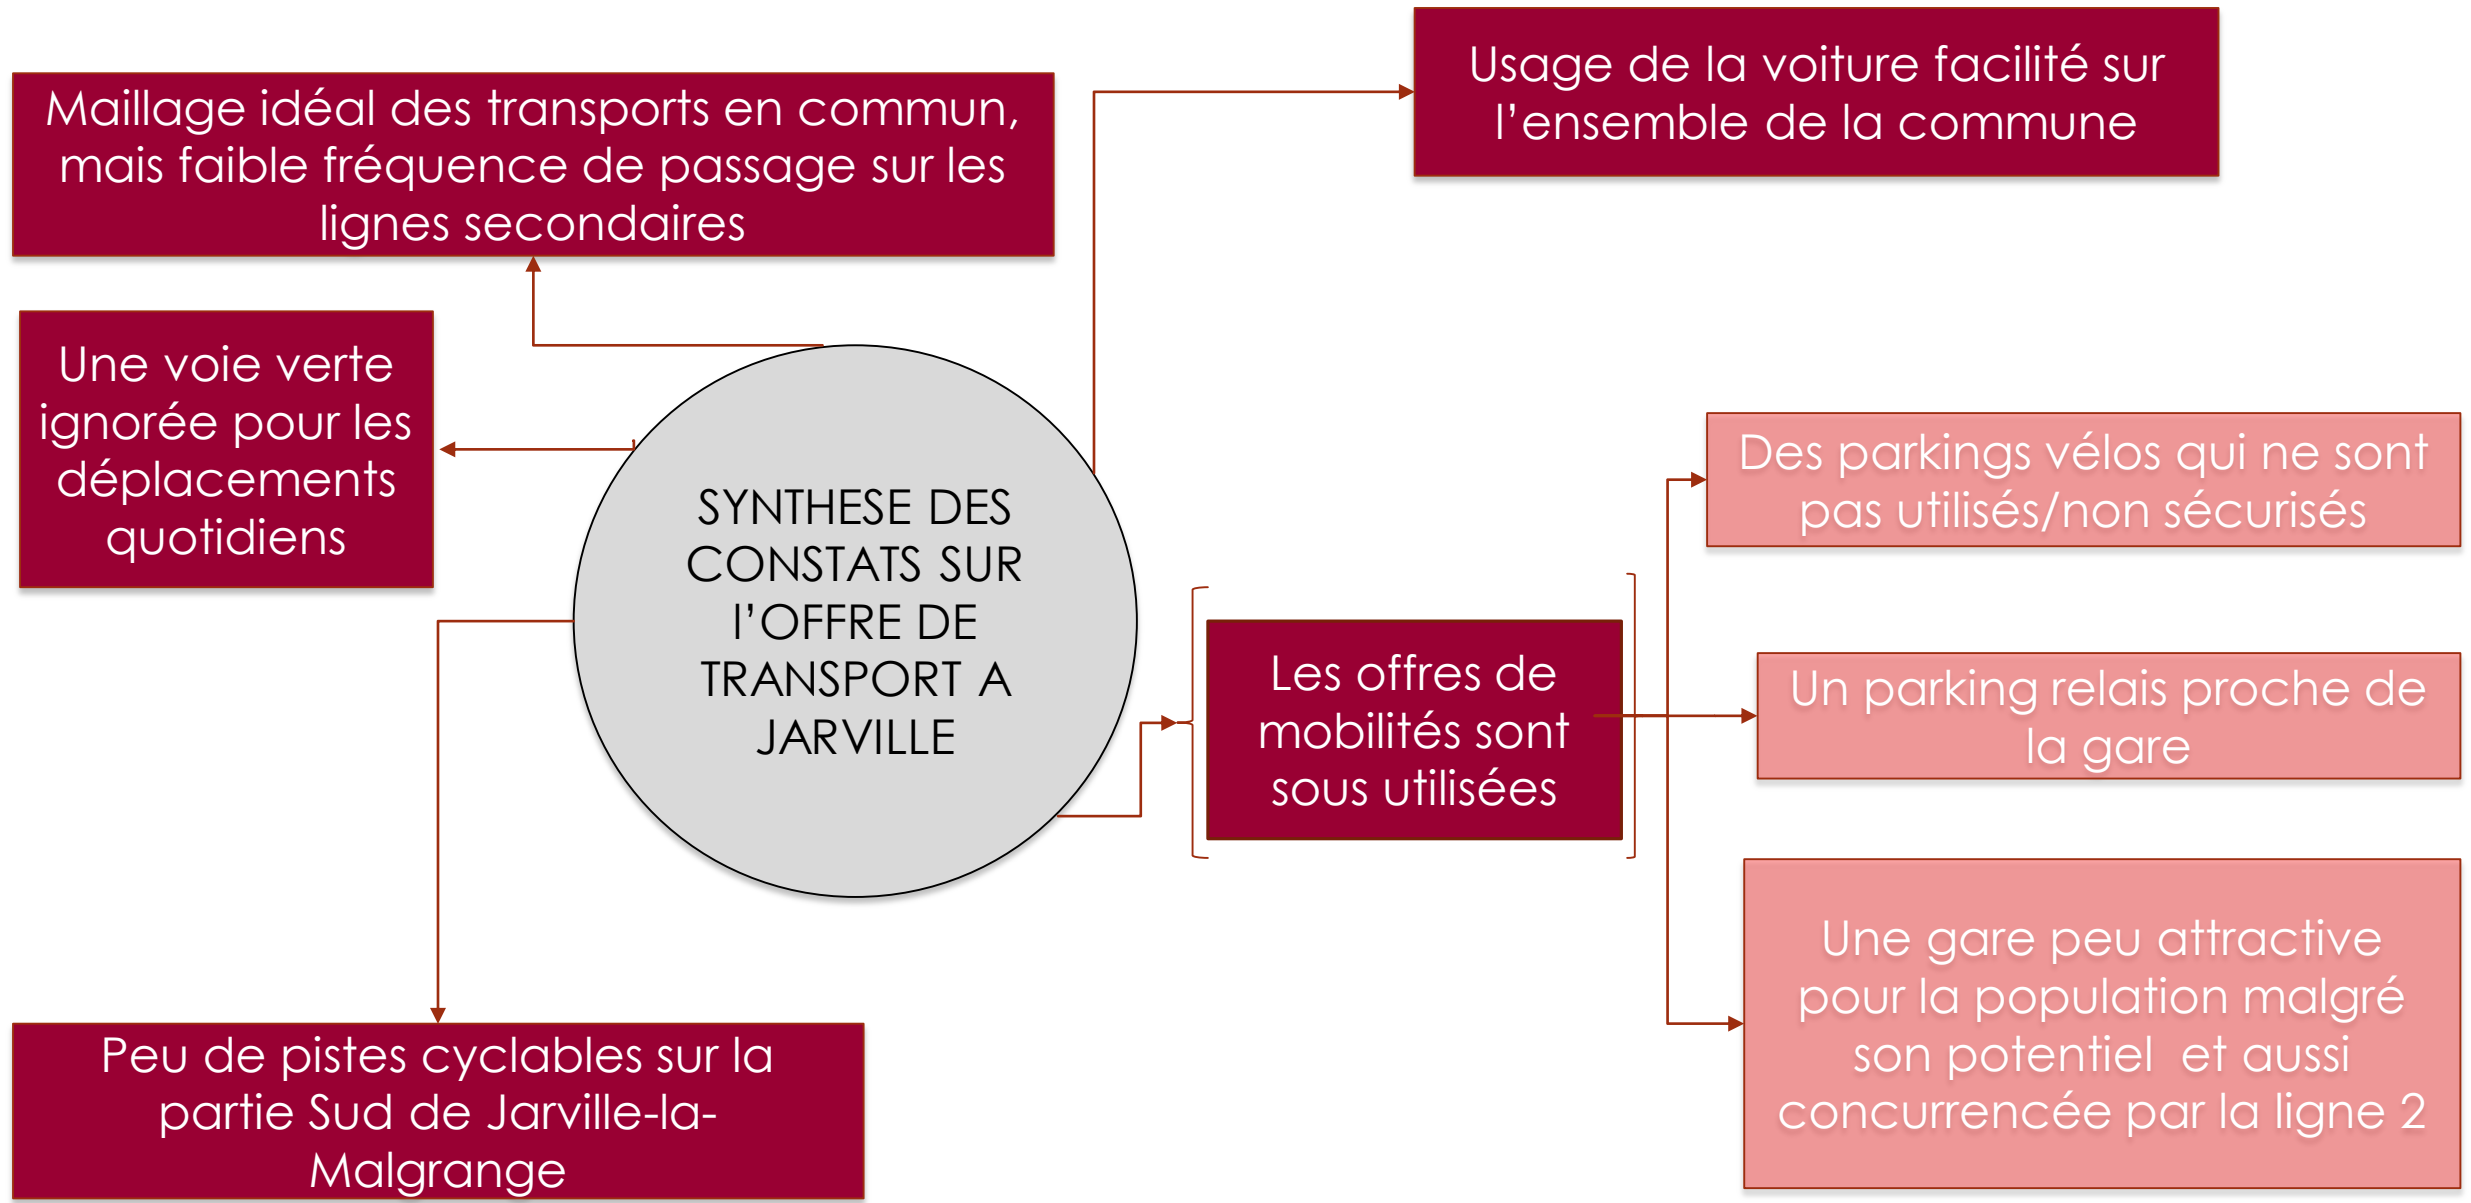 Maillage idéal des transports en commun,
mais faible fréquence de passage sur les
lignes secondaires
Usage de la voiture facilité sur
l’ensemble de la commune
Une voie verte
ignorée pour les
déplacements
quotidiens
SYNTHESE DES
CONSTATS SUR
l’OFFRE DE
TRANSPORT A
JARVILLE
Les offres de
mobilités sont
sous utilisées
Des parkings vélos qui ne sont
pas utilisés/non sécurisés
Un parking relais proche de
la gare
Une gare peu attractive
pour la population malgré
son potentiel et aussi
concurrencée par la ligne 2
Peu de pistes cyclables sur la
partie Sud de Jarville-la-
Malgrange